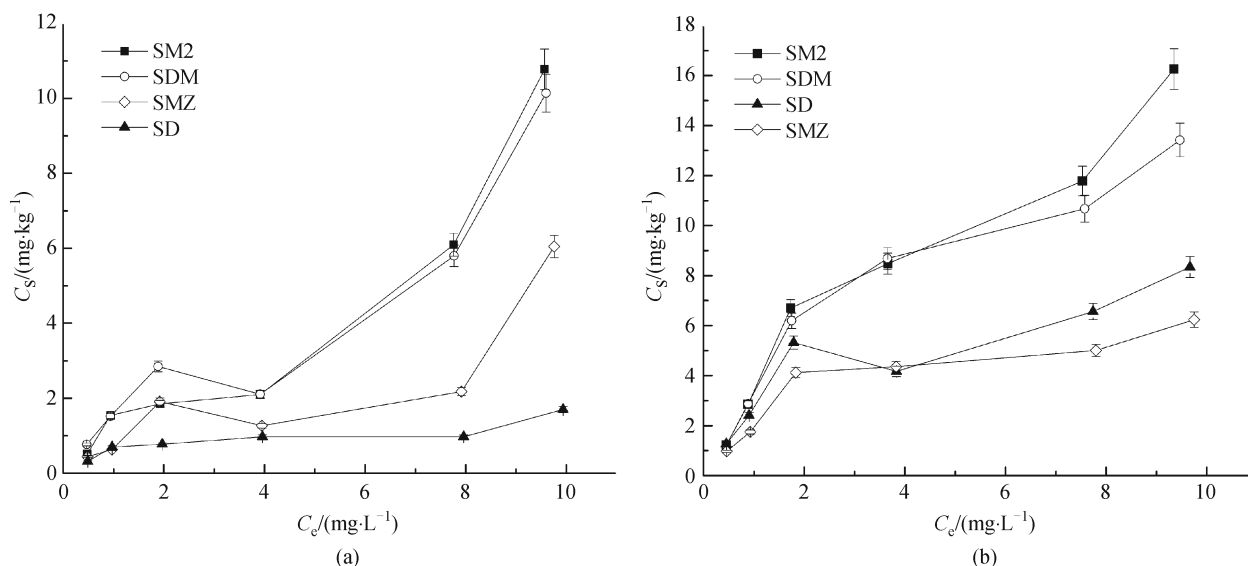 12
10
8
6
4
2
0
C_S/(mg·kg⁻¹)
SM2
SDM
SMZ
SD
0 2 4 6 8 10
C_e/(mg·L⁻¹)
(a)
18
16
14
12
10
8
6
4
2
0
C_S/(mg·kg⁻¹)
SM2
SDM
SD
SMZ
0 2 4 6 8 10
C_e/(mg·L⁻¹)
(b)